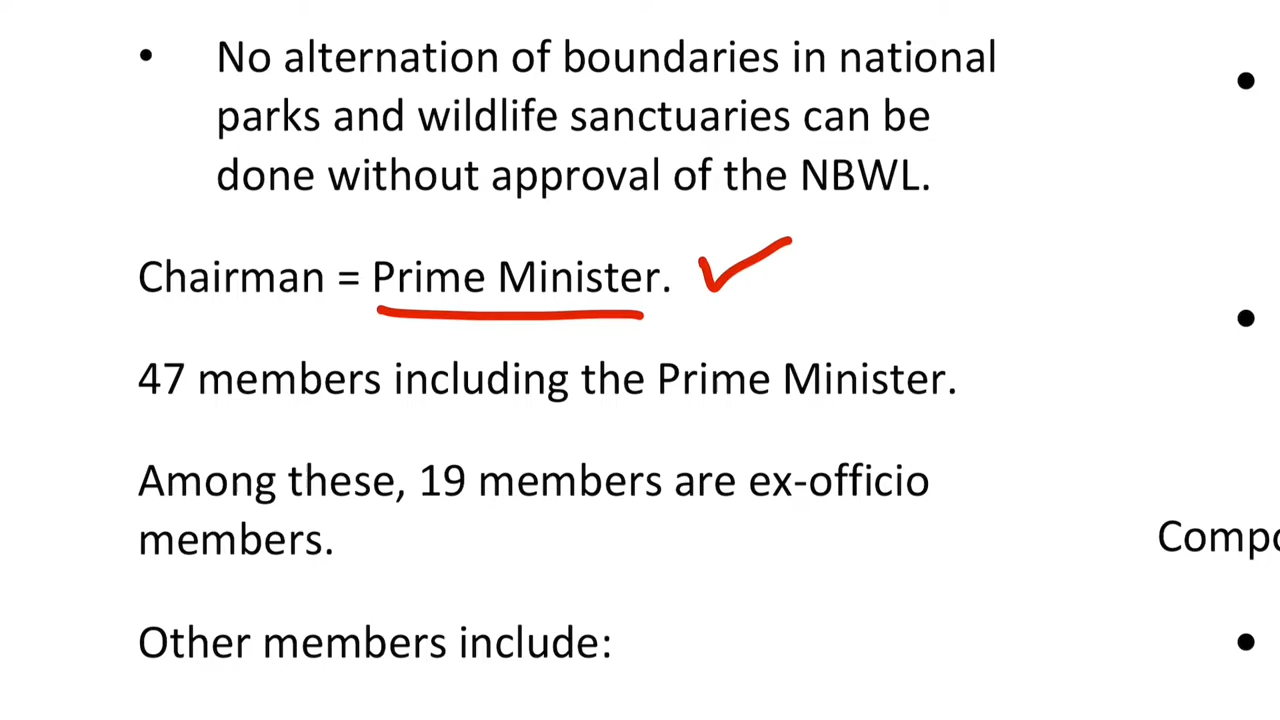 • No alternation of boundaries in national
parks and wildlife sanctuaries can be
done without approval of the NBWL.
Chairman = Prime Minister.
47 members including the Prime Minister.
Among these, 19 members are ex-officio
members.
Other members include:
•
•
•